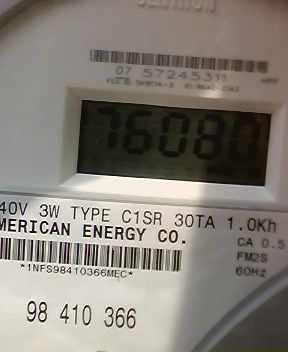 07 57245311
76080
40V 3W TYPE C1SR 30TA 1.0Kh
MERICAN ENERGY CO.
CA 0.5
FM2S
60Hz
*1NFS98410366MEC*
98 410 366